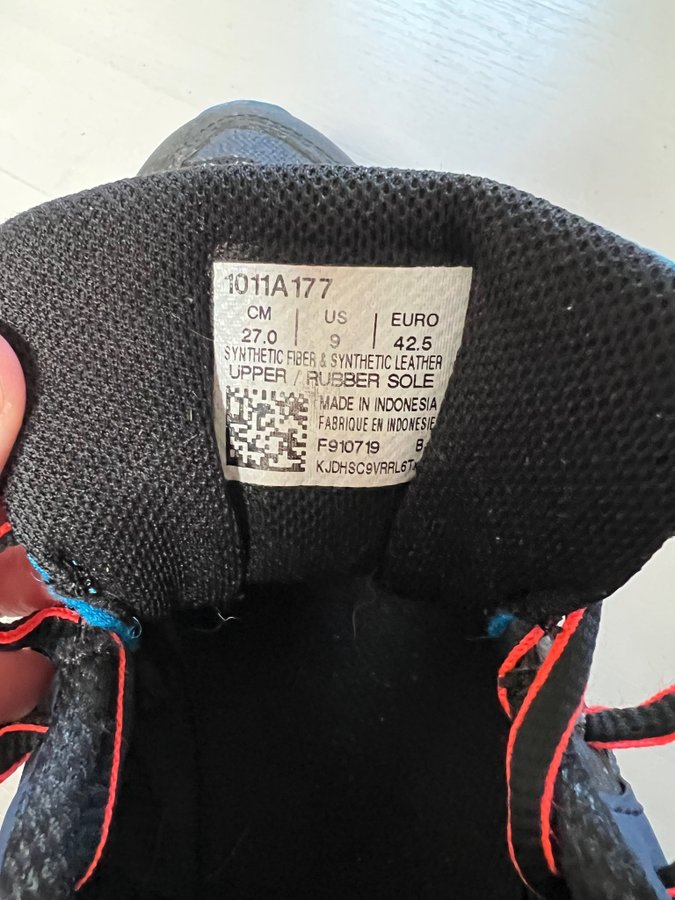 1011A177
CM | US | EURO
27.0 | 9 | 42.5
SYNTHETIC FIBER & SYNTHETIC LEATHER
UPPER / RUBBER SOLE
MADE IN INDONESIA
FABRIQUE EN INDONESIE
F910719